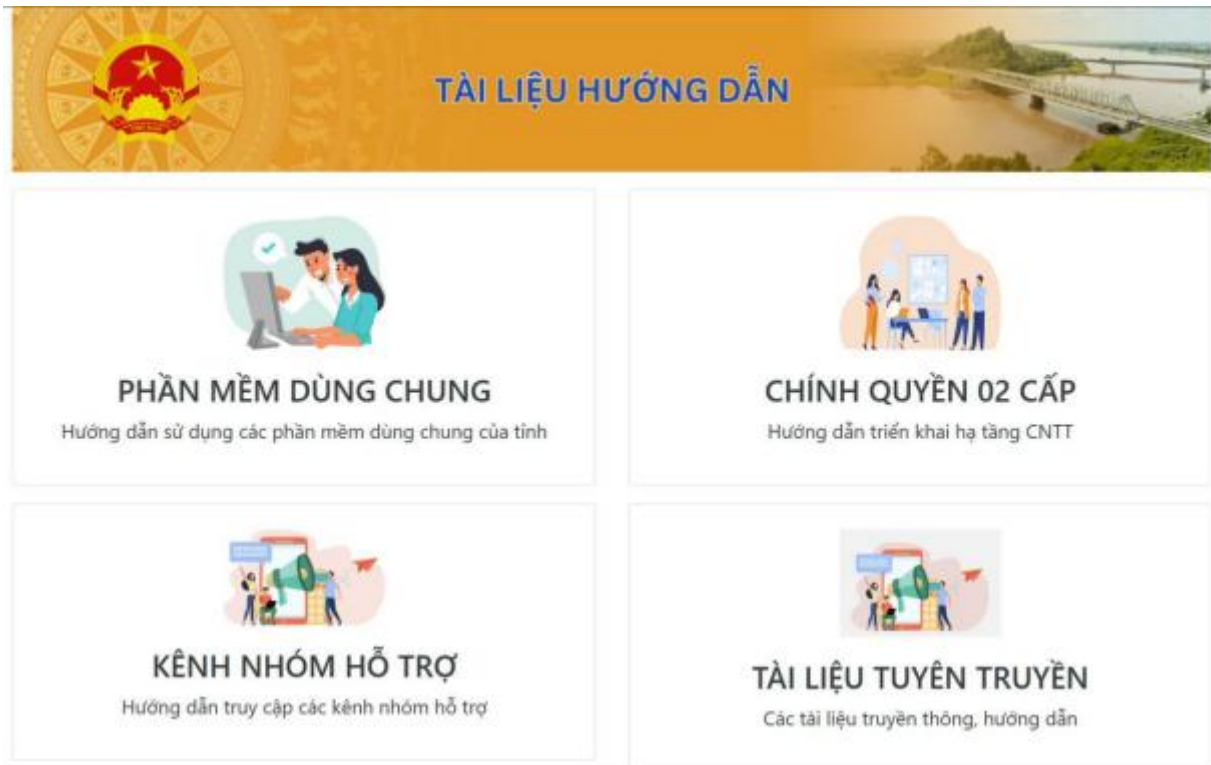 TÀI LIỆU HƯỚNG DẪN
PHẦN MỀM DÙNG CHUNG
Hướng dẫn sử dụng các phần mềm dùng chung của tỉnh
CHÍNH QUYỀN 02 CẤP
Hướng dẫn triển khai hạ tầng CNTT
KÊNH NHÓM HỖ TRỢ
Hướng dẫn truy cập các kênh nhóm hỗ trợ
TÀI LIỆU TUYÊN TRUYỀN
Các tài liệu truyền thông, hướng dẫn